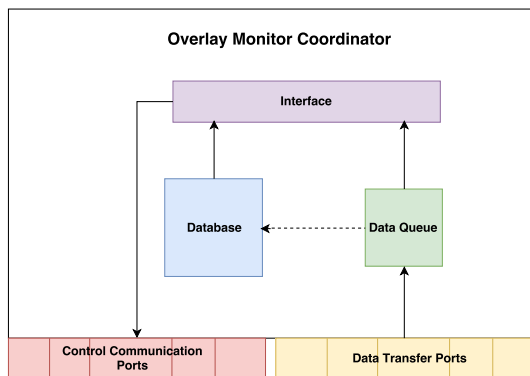 Overlay Monitor Coordinator
Interface
Database
Data Queue
Control Communication
Ports
Data Transfer Ports